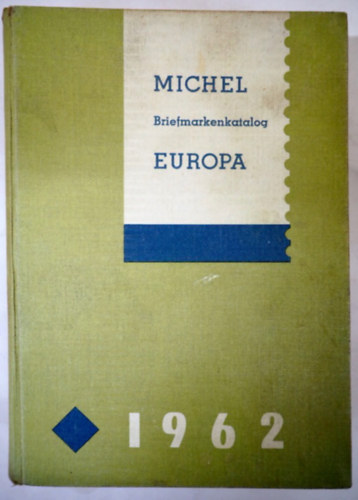 MICHEL
Briefmarkenkatalog
EUROPA
1962